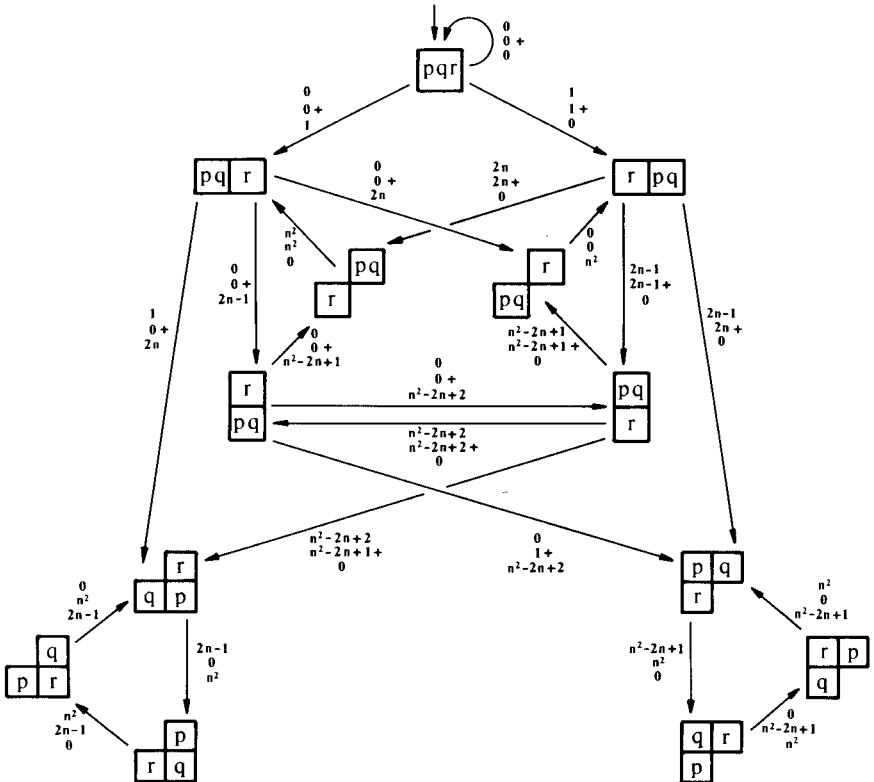 0
0 +
0
pqr
0
0 +
1
1
1 +
0
pq r
r pq
0
0 +
2n
2n
2n +
0
n²
n²
0
0
0
n²
pq
r
r
pq
0
0 +
2n-1
2n-1
2n-1 +
0
1
0 +
2n
2n-1
2n +
0
0
0 +
n²-2n+1
n²-2n+1
n²-2n+1 +
0
0
0 +
n²-2n+2
r
pq
pq
r
n²-2n+2
n²-2n+2 +
0
n²-2n+2
n²-2n+1 +
0
0
1 +
n²-2n+2
r
q p
p q
r
0
n²
2n-1
n²
0
n²-2n+1
2n-1
0
n²
n²-2n+1
n²
0
q
p r
r p
q
n²
2n-1
0
0
n²-2n+1
n²
p
r q
q r
p